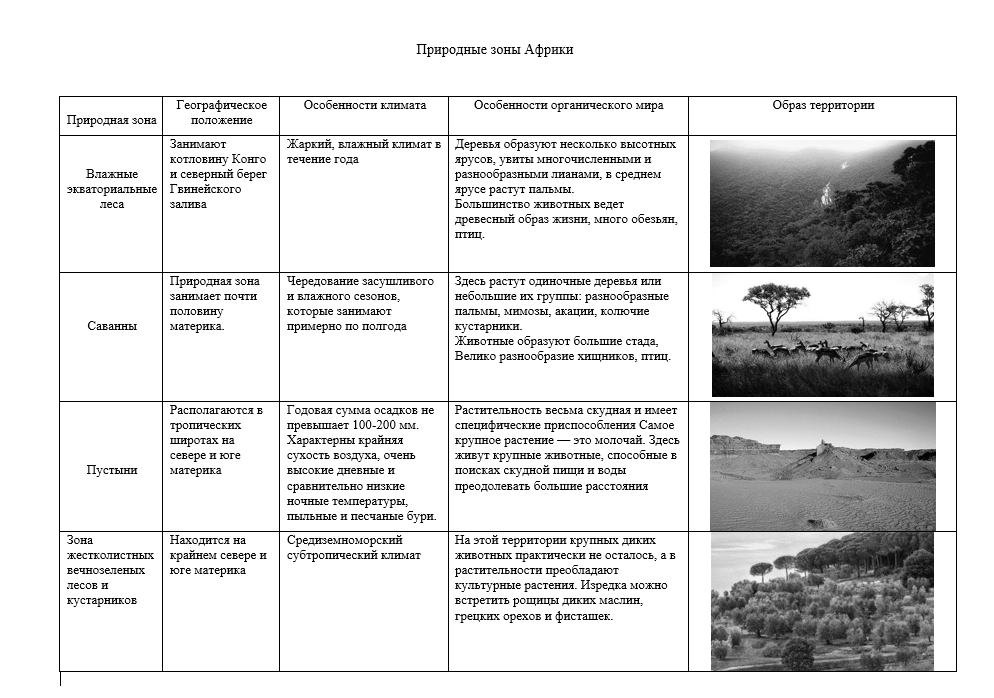 Природные зоны Африки
Природная зона
Географическое
положение
Особенности климата
Особенности органического мира
Образ территории
Влажные
экваториальные
леса
Занимают
котловину Конго
и северный берег
Гвинейского
залива
Жаркий, влажный климат в
течение года
Деревья образуют несколько высотных
ярусов, увиты многочисленными и
разнообразными лианами, в среднем
ярусе растут пальмы.
Большинство животных ведет
древесный образ жизни, много обезьян,
птиц.
Саванны
Природная зона
занимает почти
половину
материка.
Чередование засушливого
и влажного сезонов,
которые занимают
примерно по полгода
Здесь растут одиночные деревья или
небольшие их группы: разнообразные
пальмы, мимозы, акации, колючие
кустарники.
Животные образуют большие стада,
Велико разнообразие хищников, птиц.
Пустыни
Располагаются в
тропических
широтах на
севере и юге
материка
Годовая сумма осадков не
превышает 100-200 мм.
Характерны крайняя
сухость воздуха, очень
высокие дневные и
сравнительно низкие
ночные температуры,
пыльные и песчаные бури.
Растительность весьма скудная и имеет
специфические приспособления Самое
крупное растение — это молочай. Здесь
живут крупные животные, способные в
поисках скудной пищи и воды
преодолевать большие расстояния
Зона
жестколистных
вечнозеленых
лесов и
кустарников
Находится на
крайнем севере и
юге материка
Средиземноморский
субтропический климат
На этой территории крупных диких
животных практически не осталось, а в
растительности преобладают
культурные растения. Изредка можно
встретить рощицы диких маслин,
грецких орехов и фисташек.